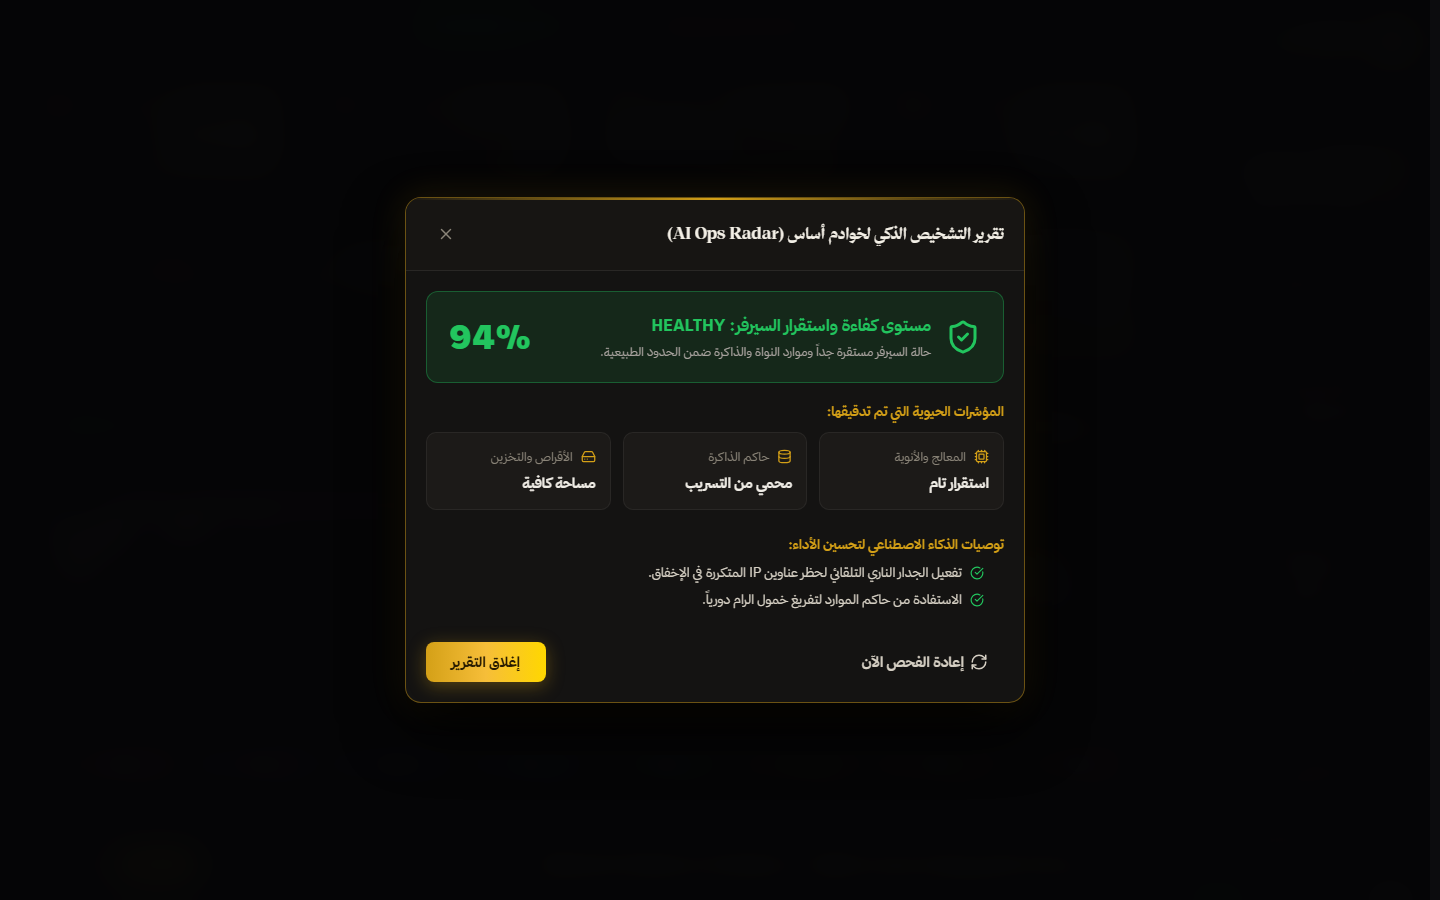 تقرير التشخيص الذكي لخوادم أساس (AI Ops Radar)
مستوى كفاءة واستقرار السيرفر: HEALTHY
94%
حالة السيرفر مستقرة جداً وموارد النواة والذاكرة ضمن الحدود الطبيعية.
المؤشرات الحيوية التي تم تدقيقها:
المعالج والأنوية
استقرار تام
حاكم الذاكرة
محمي من التسريب
الأقراص والتخزين
مساحة كافية
توصيات الذكاء الاصطناعي لتحسين الأداء:
تفعيل الجدار الناري التلقائي لحظر عناوين IP المتكررة في الإخفاق.
الاستفادة من حاكم الموارد لتفريغ خمول الرام دورياً.
إعادة الفحص الآن
إغلاق التقرير